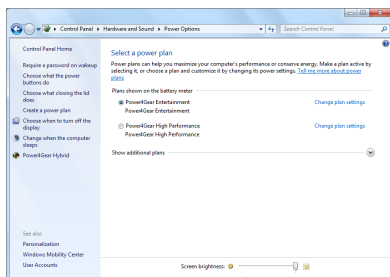 Control Panel ▸ Hardware and Sound ▸ Power Options
Search Control Panel
Control Panel Home
Require a password on wakeup
Choose what the power
buttons do
Choose what closing the lid
does
Create a power plan
Choose when to turn off the
display
Change when the computer
sleeps
Power4Gear Hybrid
See also
Personalization
Windows Mobility Center
User Accounts
Select a power plan
Power plans can help you maximize your computer's performance or conserve energy. Make a plan active by
selecting it, or choose a plan and customize it by changing its power settings. Tell me more about power
plans
Plans shown on the battery meter
Power4Gear Entertainment
Change plan settings
Power4Gear Entertainment
Power4Gear High Performance
Change plan settings
Power4Gear High Performance
Show additional plans
Screen brightness: